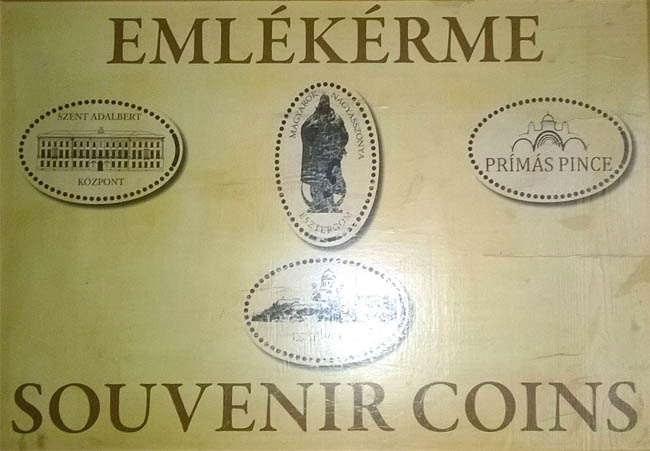 EMLÉKÉRME
SZENT ADALBERT
KÖZPONT
MAGYAROK NAGYASSZONYA
ESZTERGOM
PRÍMÁS PINCE
SOUVENIR COINS